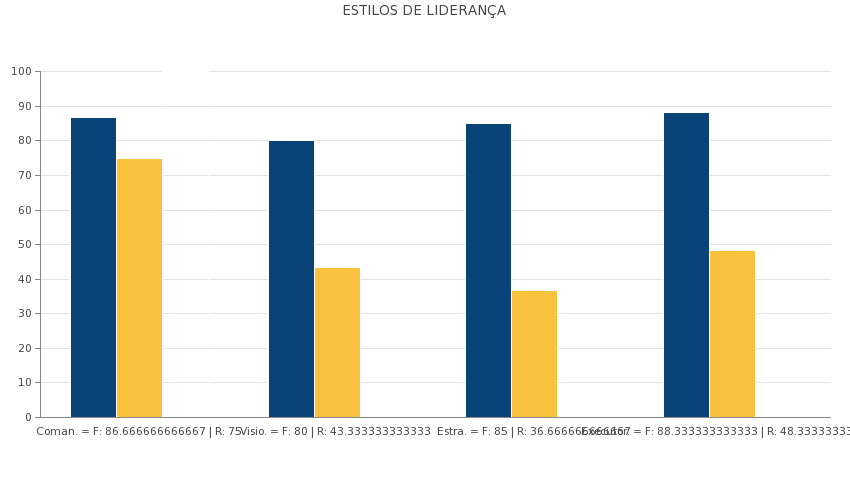 ESTILOS DE LIDERANÇA
100
90
80
70
60
50
40
30
20
10
0
Coman. = F: 86.666666666667 | R: 75
Visio. = F: 80 | R: 43.333333333333
Estra. = F: 85 | R: 36.666666666667
= F: 88.333333333333 | R: 48.33333333